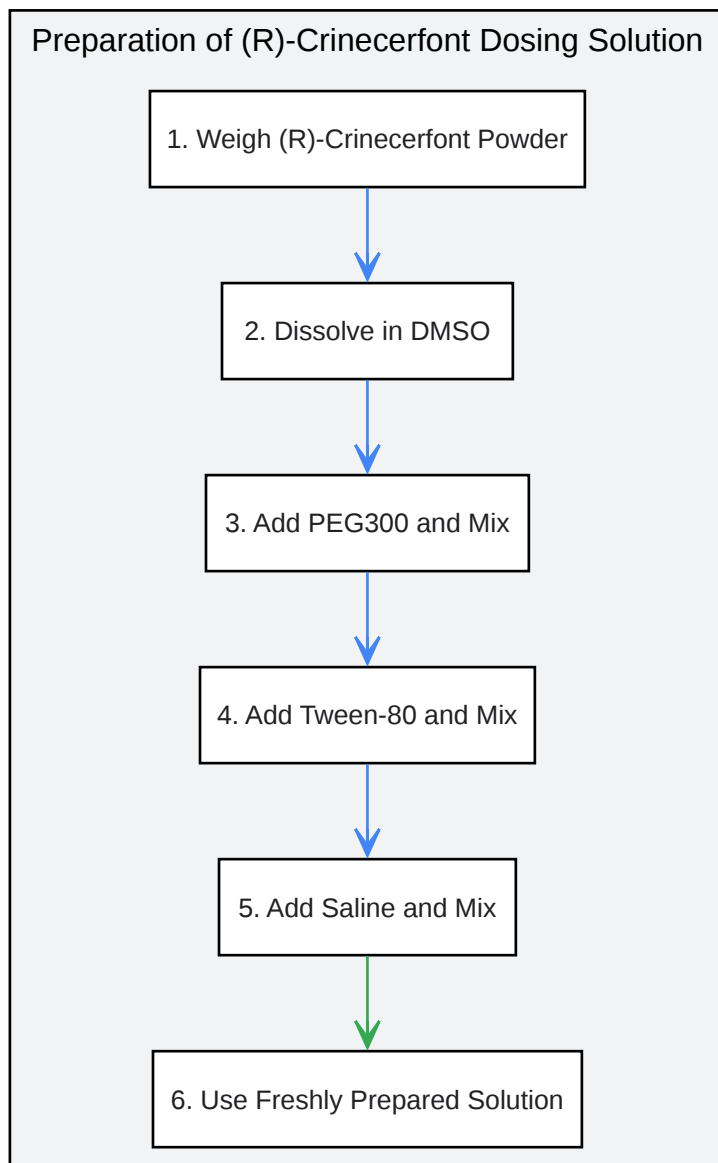 Preparation of (R)-Crinecerfont Dosing Solution
1. Weigh (R)-Crinecerfont Powder
2. Dissolve in DMSO
3. Add PEG300 and Mix
4. Add Tween-80 and Mix
5. Add Saline and Mix
6. Use Freshly Prepared Solution